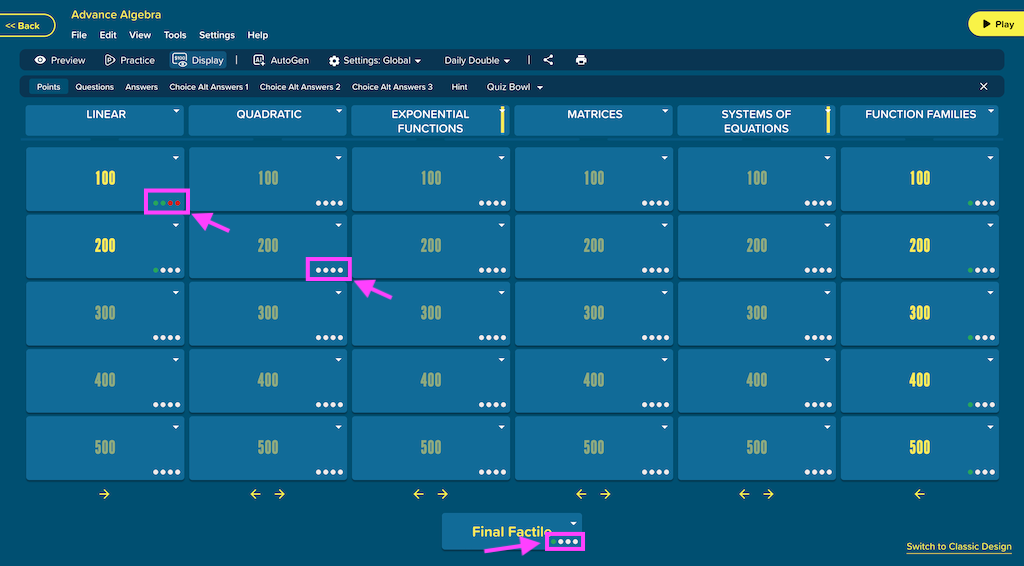 << Back
Advance Algebra
File Edit View Tools Settings Help
Play
Preview Practice Display | AutoGen Settings: Global Daily Double |
Points Questions Answers Choice Alt Answers 1 Choice Alt Answers 2 Choice Alt Answers 3 Hint Quiz Bowl
LINEAR QUADRATIC EXPONENTIAL FUNCTIONS MATRICES SYSTEMS OF EQUATIONS FUNCTION FAMILIES
100 100 100 100 100 100
200 200 200 200 200 200
300 300 300 300 300 300
400 400 400 400 400 400
500 500 500 500 500 500
Final Factile
Switch to Classic Design